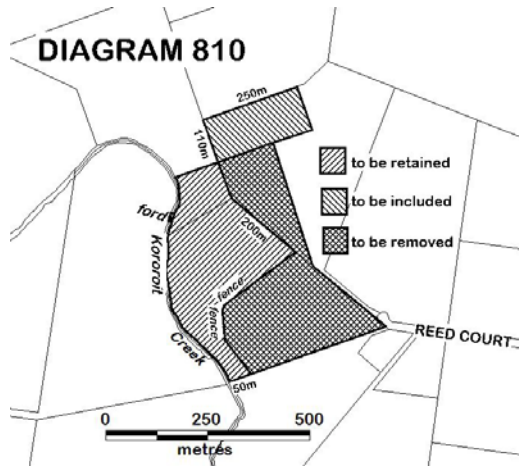 DIAGRAM 810
250m
110m
to be retained
to be included
to be removed
ford
200m
Kororoit
Creek
fence
fence
REED COURT
50m
0 250 500
metres